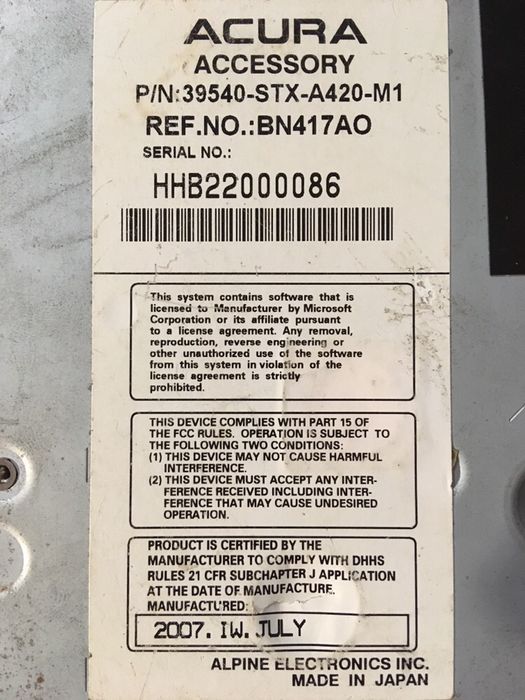 ACURA
ACCESSORY
P/N:39540-STX-A420-M1
REF.NO.:BN417AO
SERIAL NO.:
HHB22000086
This system contains software that is
licensed to Manufacturer by Microsoft
Corporation or its affiliate pursuant
to a license agreement. Any removal,
reproduction, reverse engineering or
other unauthorized use of the software
from this system in violation of the
license agreement is strictly
prohibited.
THIS DEVICE COMPLIES WITH PART 15 OF
THE FCC RULES. OPERATION IS SUBJECT TO
THE FOLLOWING TWO CONDITIONS:
(1) THIS DEVICE MAY NOT CAUSE HARMFUL
INTERFERENCE.
(2) THIS DEVICE MUST ACCEPT ANY INTER-
FERENCE RECEIVED INCLUDING INTER-
FERENCE THAT MAY CAUSE UNDESIRED
OPERATION.
PRODUCT IS CERTIFIED BY THE
MANUFACTURER TO COMPLY WITH DHHS
RULES 21 CFR SUBCHAPTER J APPLICATION
AT THE DATE OF MANUFACTURE.
MANUFACTURED:
2007. IW. JULY
ALPINE ELECTRONICS INC.
MADE IN JAPAN